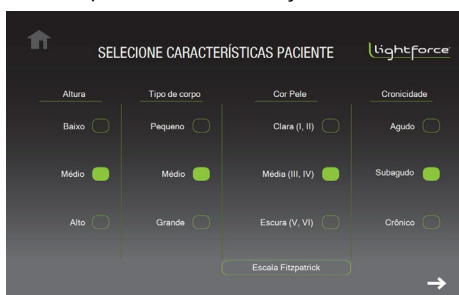 SELECIONE CARACTERÍSTICAS PACIENTE
lightforce
Altura
Tipo de corpo
Cor Pele
Cronicidade
Baixo
Pequeno
Clara (I, II)
Agudo
Médio
Médio
Média (III, IV)
Subagudo
Alto
Grande
Escura (V, VI)
Crônico
Escala Fitzpatrick